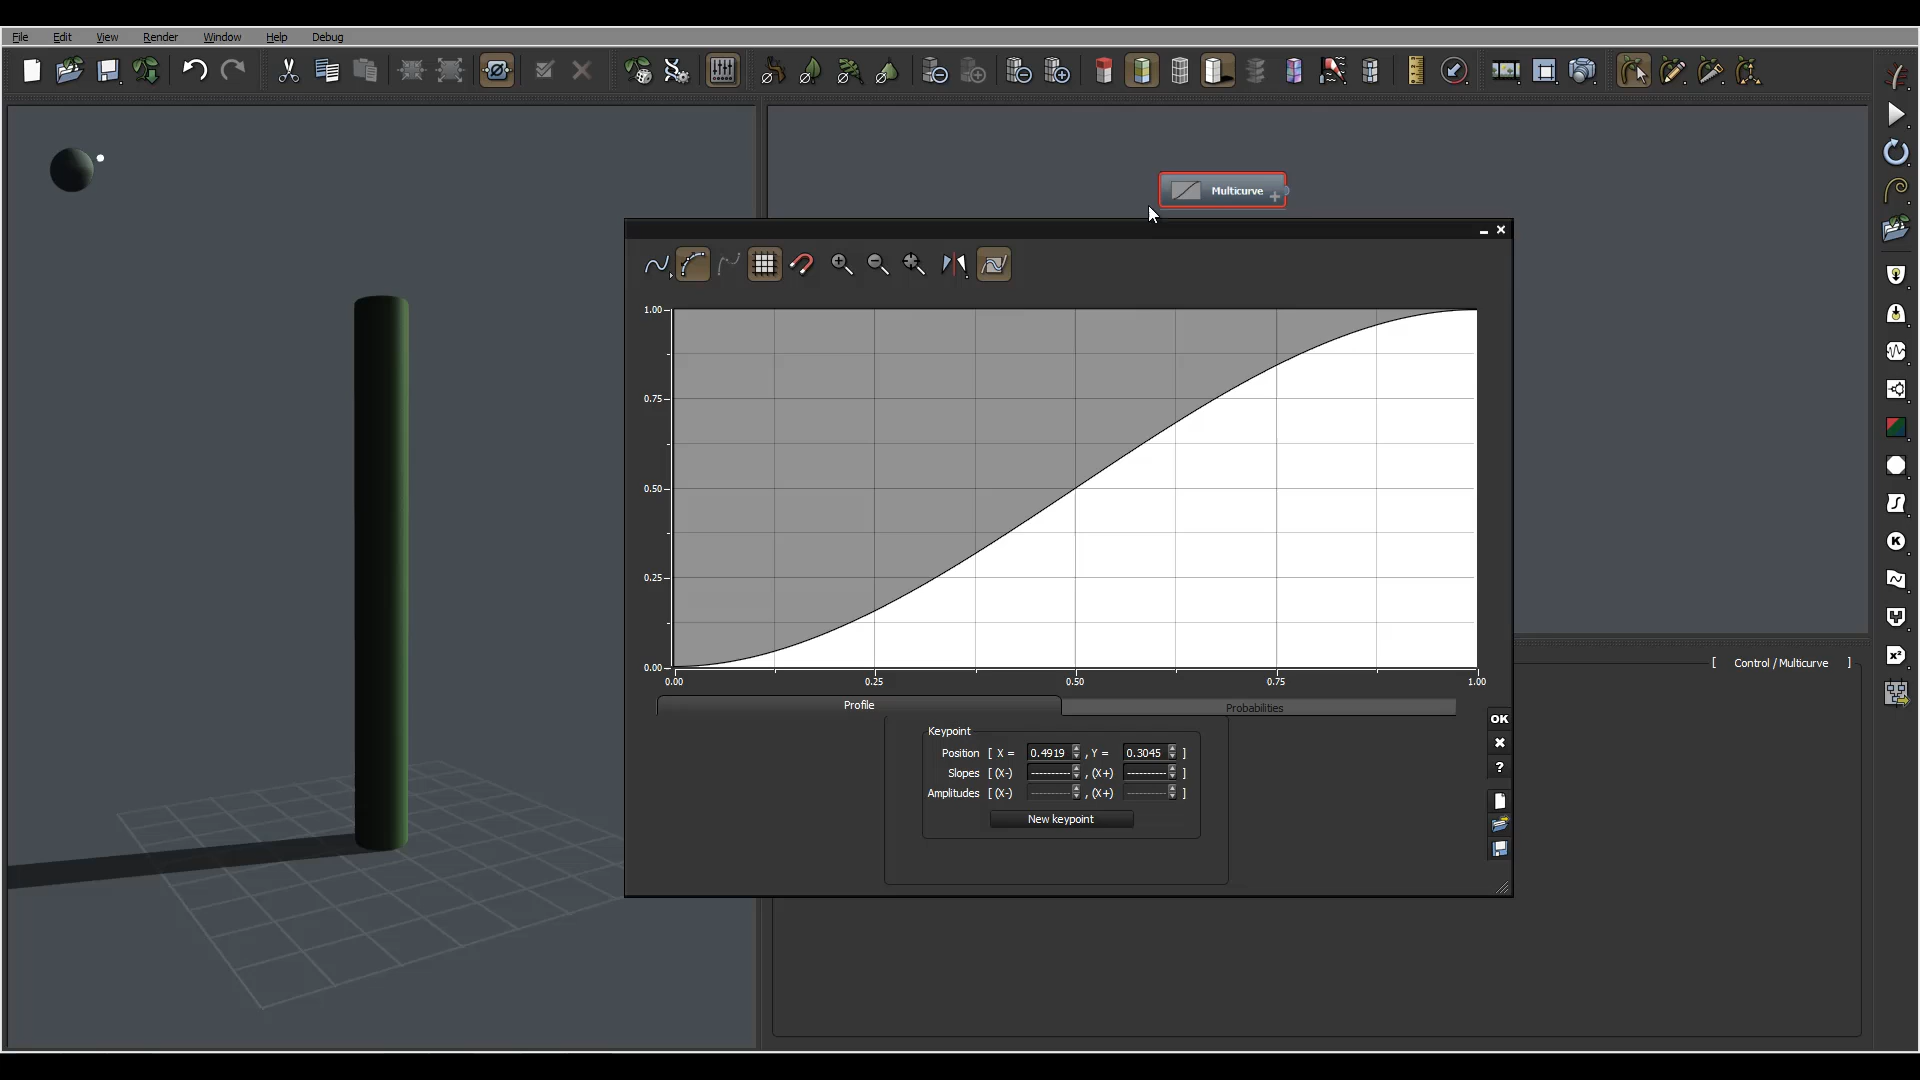 File Edit View Render Window Help Debug
Multicurve
1.00
0.75
0.50
0.25
0.00
0.00 0.25 0.50 0.75 1.00
Profile Probabilities
Keypoint
Position [ X = 0.4919 , Y = 0.3045 ]
Slopes [ (X-) ---------- , (X+) ---------- ]
Amplitudes [ (X-) ---------- , (X+) ---------- ]
New keypoint
OK
?
[ Control / Multicurve ]
K
x²